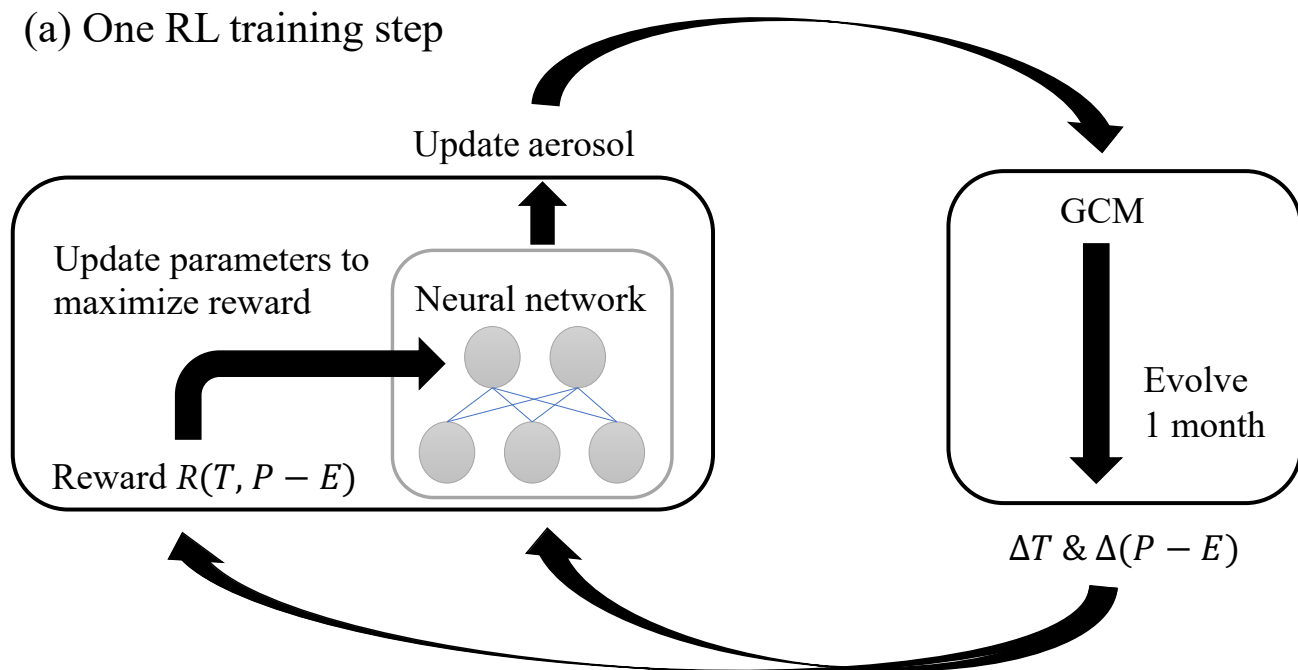 (a) One RL training step
Update aerosol
Update parameters to
maximize reward
Neural network
Reward R(T, P − E)
GCM
Evolve
1 month
ΔT & Δ(P − E)